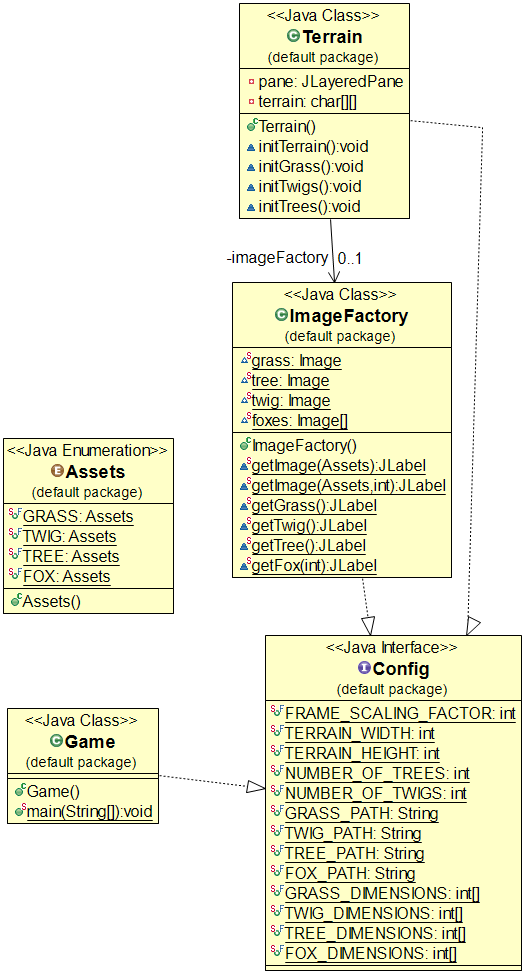 <<Java Class>>
Terrain
(default package)
pane: JLayeredPane
terrain: char[][]
Terrain()
initTerrain():void
initGrass():void
initTwigs():void
initTrees():void
-imageFactory 0..1
<<Java Class>>
ImageFactory
(default package)
grass: Image
tree: Image
twig: Image
foxes: Image[]
ImageFactory()
getImage(Assets):JLabel
getImage(Assets,int):JLabel
getGrass():JLabel
getTwig():JLabel
getTree():JLabel
getFox(int):JLabel
<<Java Enumeration>>
Assets
(default package)
GRASS: Assets
TWIG: Assets
TREE: Assets
FOX: Assets
Assets()
<<Java Class>>
Game
(default package)
Game()
main(String[]):void
<<Java Interface>>
Config
(default package)
FRAME_SCALING_FACTOR: int
TERRAIN_WIDTH: int
TERRAIN_HEIGHT: int
NUMBER_OF_TREES: int
NUMBER_OF_TWIGS: int
GRASS_PATH: String
TWIG_PATH: String
TREE_PATH: String
FOX_PATH: String
GRASS_DIMENSIONS: int[]
TWIG_DIMENSIONS: int[]
TREE_DIMENSIONS: int[]
FOX_DIMENSIONS: int[]